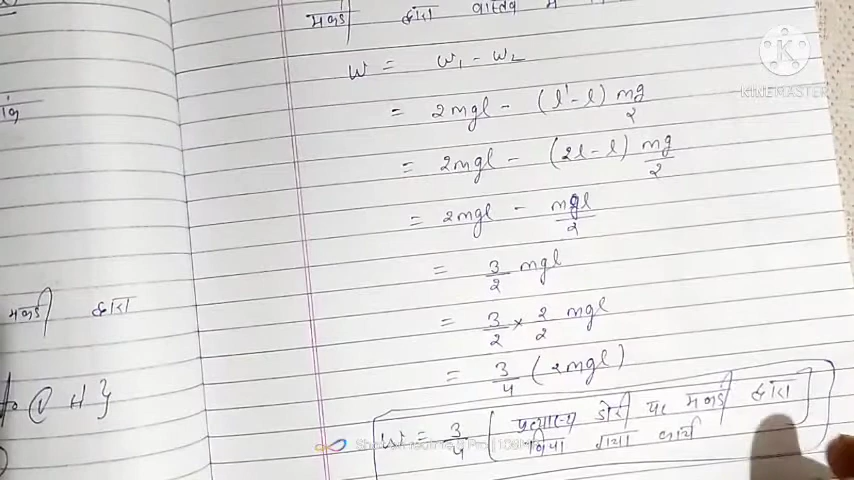 मकड़ी द्वारा वास्तव में
W = W₁ - W₂
= 2mgl - (l' - l) mg/2
= 2mgl - (2l - l) mg/2
= 2mgl - mgl/2
= 3/2 mgl
= 3/2 × 2/2 mgl
= 3/4 (2mgl)
W = 3/4 ( प्रत्यास्थ डोरी पर मकड़ी द्वारा
किया गया कार्य
मकड़ी द्वारा
KINEMASTER